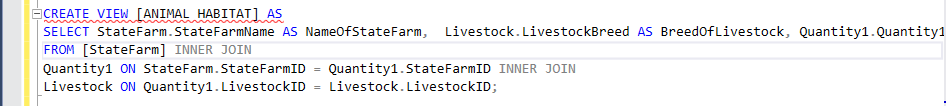 CREATE VIEW [ANIMAL HABITAT] AS
SELECT StateFarm.StateFarmName AS NameOfStateFarm,  Livestock.LivestockBreed AS BreedOfLivestock, Quantity1.Quantity1
FROM [StateFarm] INNER JOIN
Quantity1 ON StateFarm.StateFarmID = Quantity1.StateFarmID INNER JOIN
Livestock ON Quantity1.LivestockID = Livestock.LivestockID;